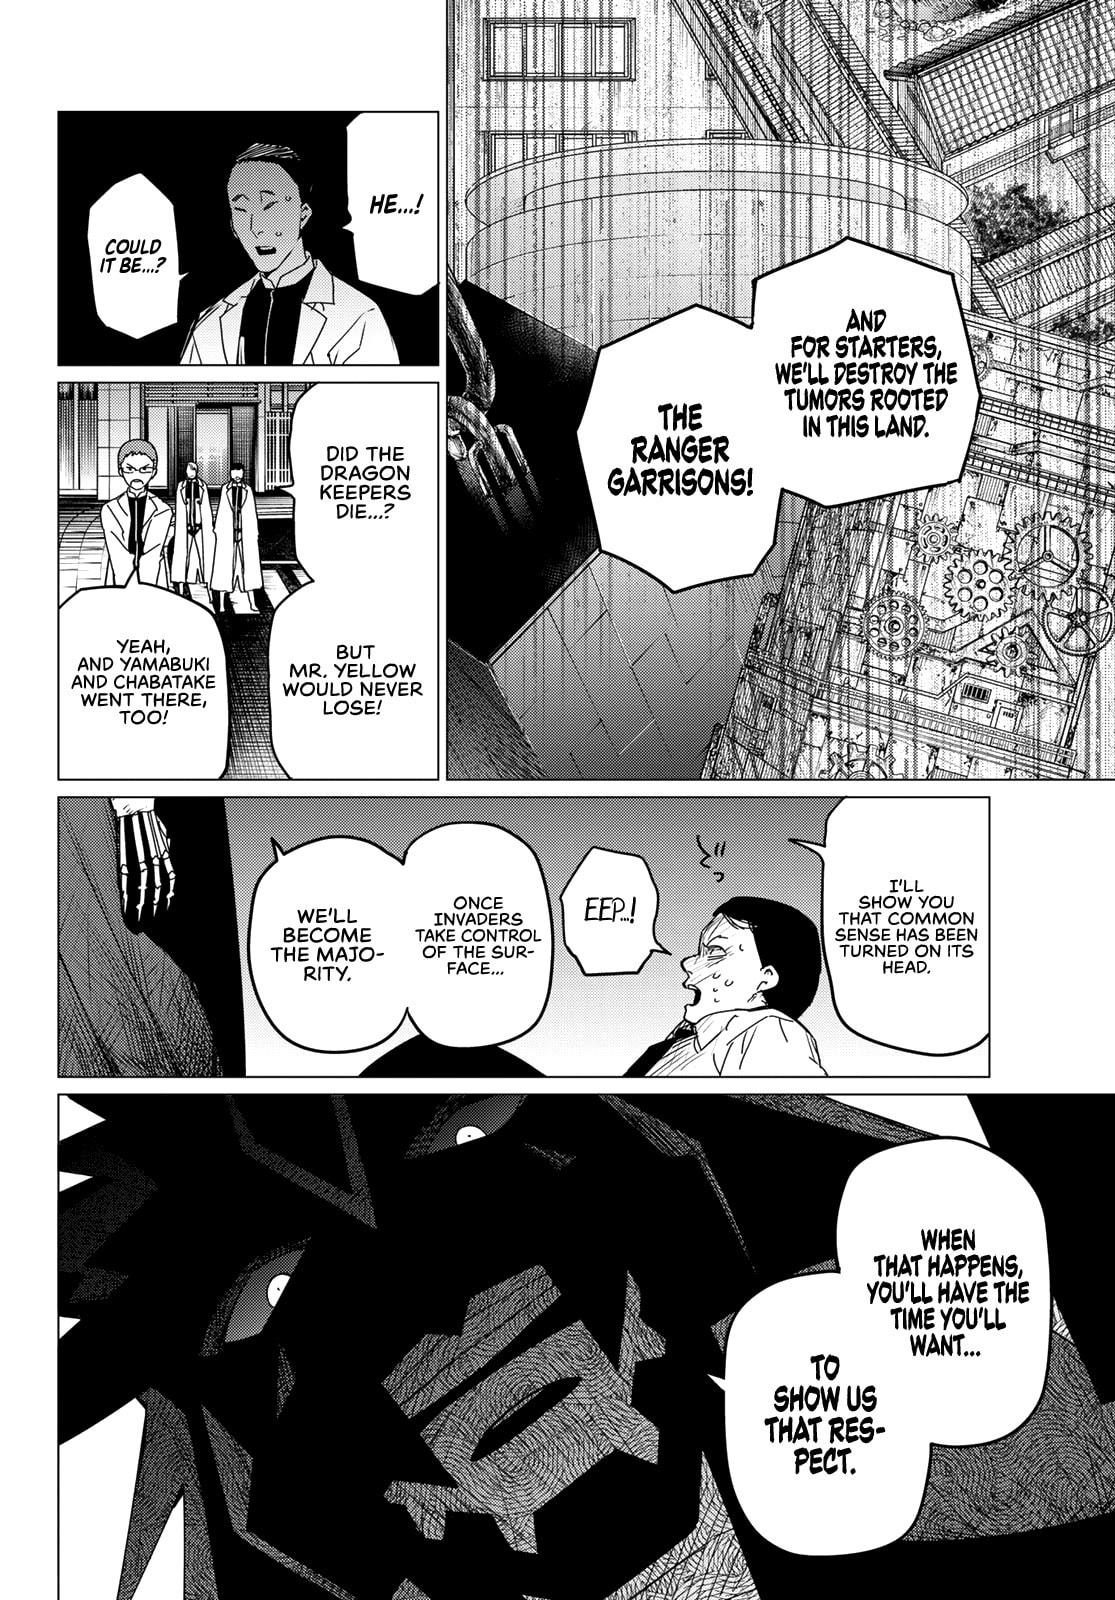 AND
FOR STARTERS,
WE'LL DESTROY THE
TUMORS ROOTED
IN THIS LAND.
THE
RANGER
GARRISONS!
HE...!
COULD
IT BE...?
DID THE
DRAGON
KEEPERS
DIE...?
BUT
MR. YELLOW
WOULD NEVER
LOSE!
YEAH,
AND YAMABUKI
AND CHABATAKE
WENT THERE,
TOO!
I'LL
SHOW YOU
THAT COMMON
SENSE HAS BEEN
TURNED ON ITS
HEAD.
EEP...!
ONCE
INVADERS
TAKE CONTROL
OF THE SUR-
FACE...
WE'LL
BECOME
THE MAJO-
RITY.
WHEN
THAT HAPPENS,
YOU'LL HAVE THE
TIME YOU'LL
WANT...
TO
SHOW US
THAT RES-
PECT.